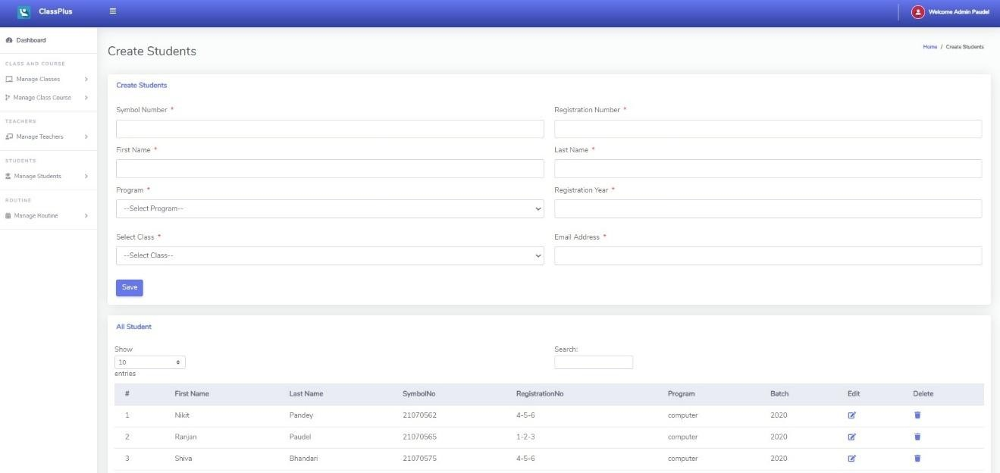 ClassPlus
Welcome Admin Paudel
Dashboard
CLASS AND COURSE
Manage Classes
Manage Class Course
TEACHERS
Manage Teachers
STUDENTS
Manage Students
ROUTINE
Manage Routine
Create Students
Home / Create Students
Create Students
Symbol Number *
Registration Number *
First Name *
Last Name *
Program *
Registration Year *
--Select Program--
Select Class *
Email Address *
--Select Class--
Save
All Student
Show
10
entries
Search:
# First Name Last Name SymbolNo RegistrationNo Program Batch Edit Delete
1 Nikit Pandey 21070562 4-5-6 computer 2020
2 Ranjan Paudel 21070565 1-2-3 computer 2020
3 Shiva Bhandari 21070575 4-5-6 computer 2020